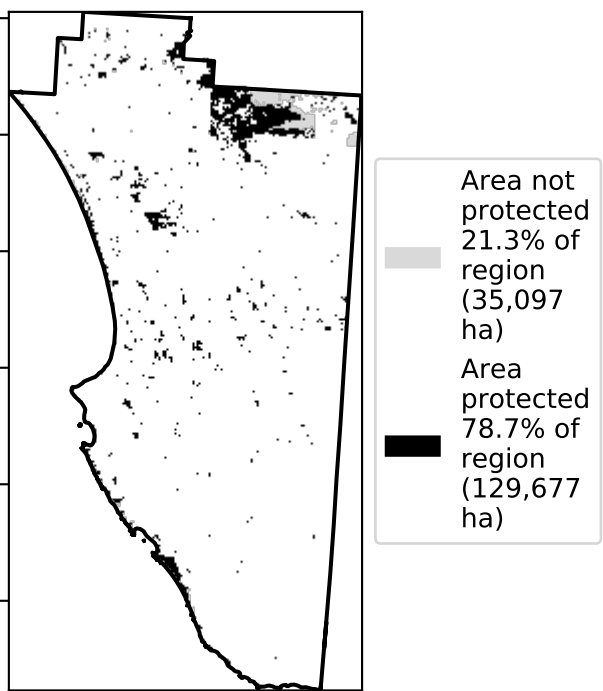 Area not
protected
21.3% of
region
(35,097
ha)
Area
protected
78.7% of
region
(129,677
ha)